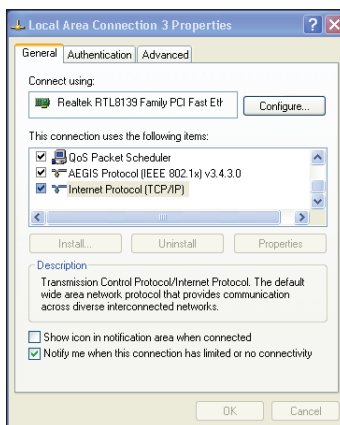 Local Area Connection 3 Properties
General Authentication Advanced
Connect using:
Realtek RTL8139 Family PCI Fast Eth
Configure...
This connection uses the following items:
QoS Packet Scheduler
AEGIS Protocol (IEEE 802.1x) v3.4.3.0
Internet Protocol (TCP/IP)
Install... Uninstall Properties
Description
Transmission Control Protocol/Internet Protocol. The default
wide area network protocol that provides communication
across diverse interconnected networks.
Show icon in notification area when connected
Notify me when this connection has limited or no connectivity
OK Cancel